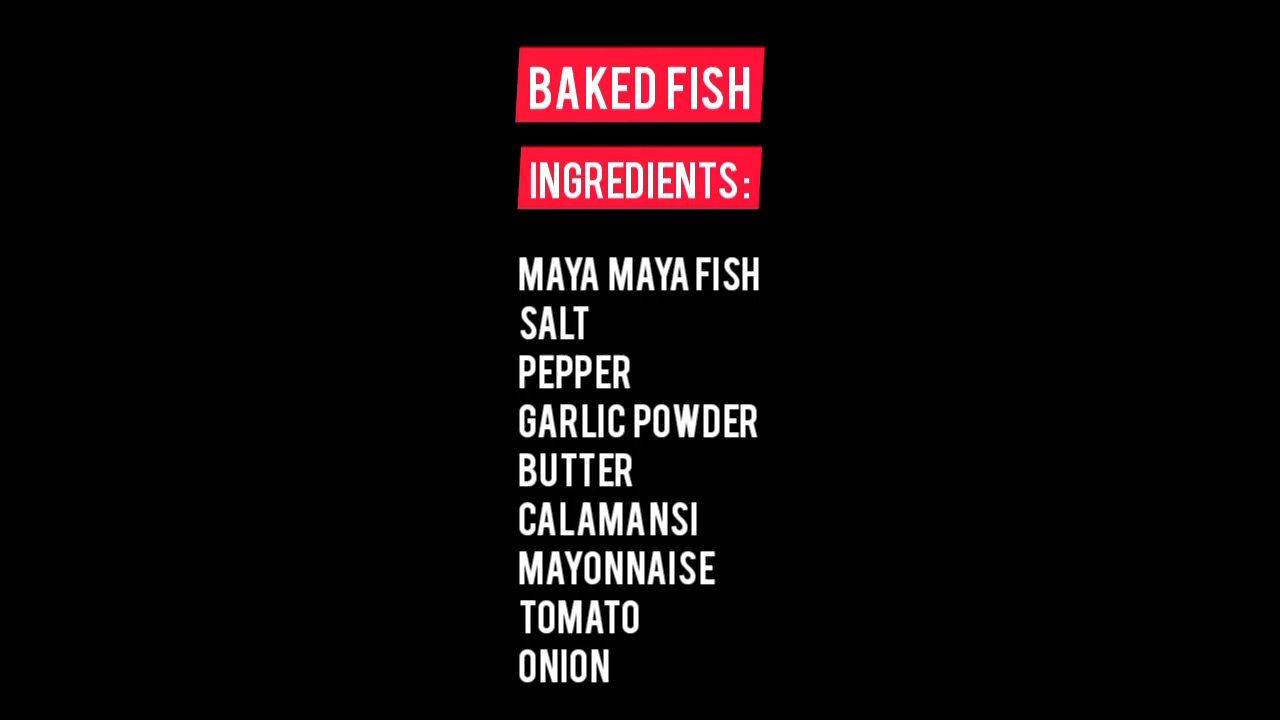 BAKED FISH
INGREDIENTS:
MAYA MAYA FISH
SALT
PEPPER
GARLIC POWDER
BUTTER
CALAMANSI
MAYONNAISE
TOMATO
ONION